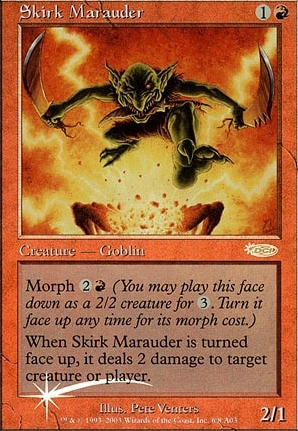 Skirk Marauder 1
Creature — Goblin
DCI
Morph 2 (You may play this face
down as a 2/2 creature for 3. Turn it
face up any time for its morph cost.)
When Skirk Marauder is turned
face up, it deals 2 damage to target
creature or player.
Illus. Pete Venters
™ & © 1993-2003 Wizards of the Coast, Inc. 6/8 A03
2/1